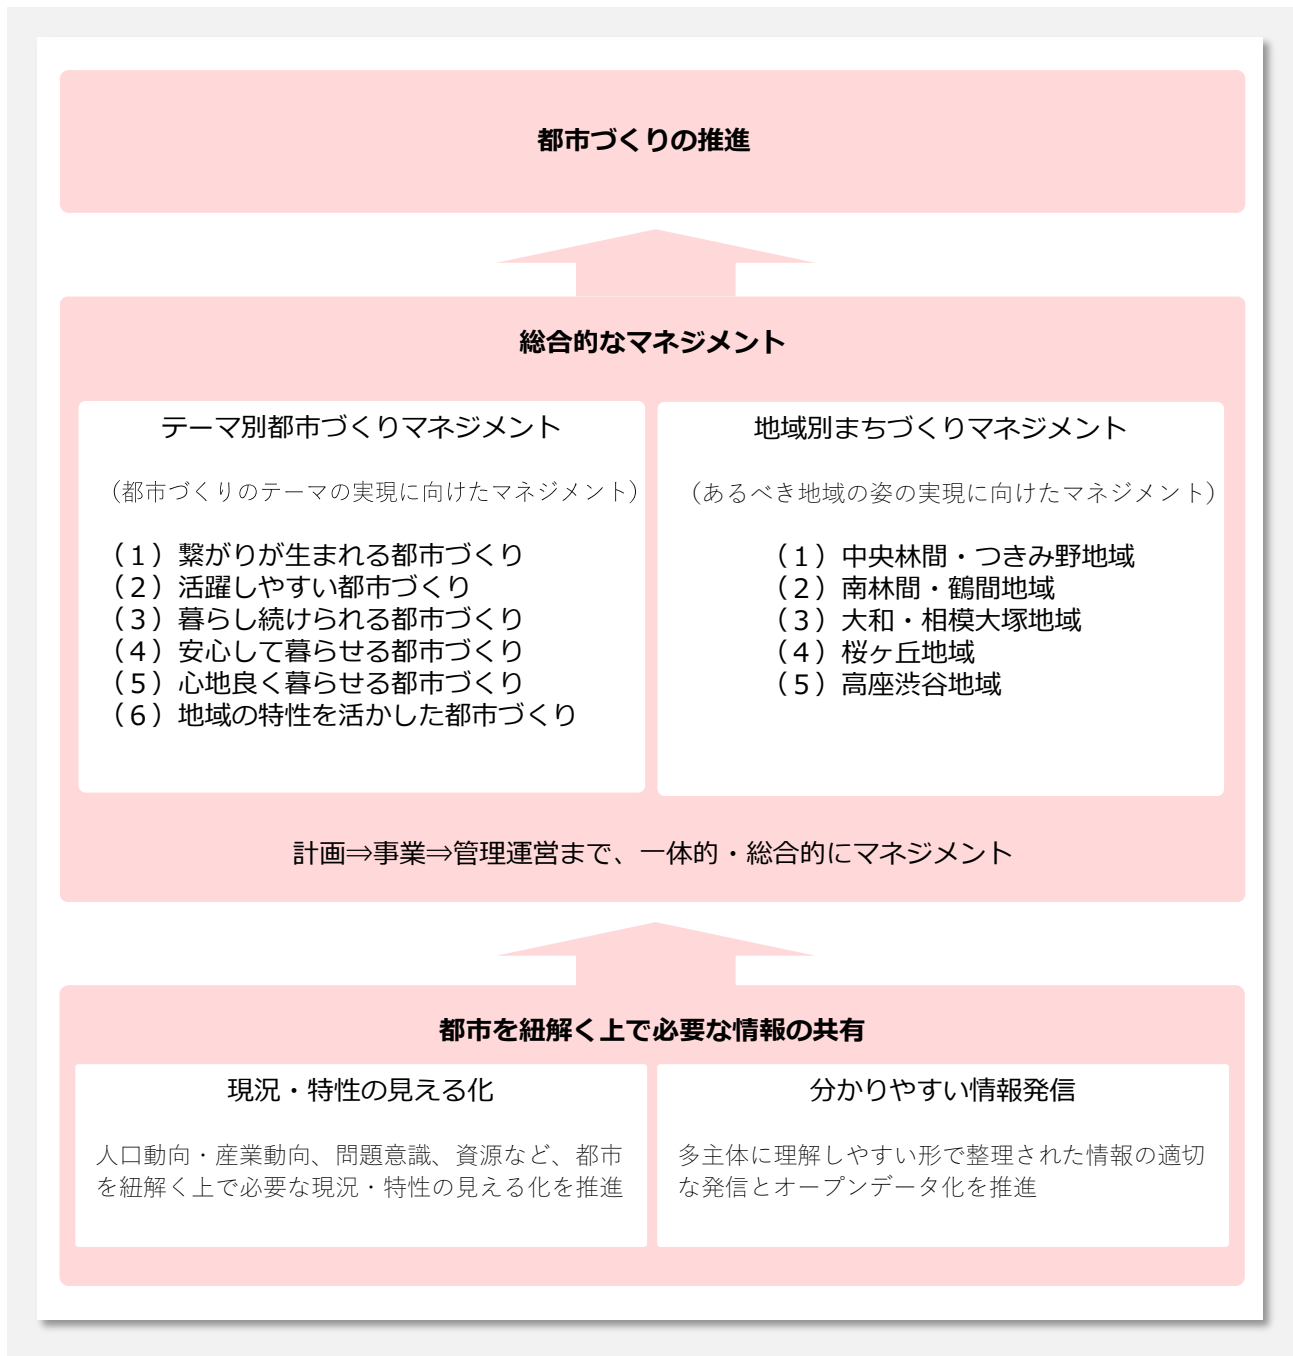 都市づくりの推進
総合的なマネジメント
テーマ別都市づくりマネジメント
（都市づくりのテーマの実現に向けたマネジメント）
（１）繋がりが生まれる都市づくり
（２）活躍しやすい都市づくり
（３）暮らし続けられる都市づくり
（４）安心して暮らせる都市づくり
（５）心地良く暮らせる都市づくり
（６）地域の特性を活かした都市づくり
地域別まちづくりマネジメント
（あるべき地域の姿の実現に向けたマネジメント）
（１）中央林間・つきみ野地域
（２）南林間・鶴間地域
（３）大和・相模大塚地域
（４）桜ヶ丘地域
（５）高座渋谷地域
計画⇒事業⇒管理運営まで、一体的・総合的にマネジメント
都市を紐解く上で必要な情報の共有
現況・特性の見える化
人口動向・産業動向、問題意識、資源など、都市
を紐解く上で必要な現況・特性の見える化を推進
分かりやすい情報発信
多主体に理解しやすい形で整理された情報の適切
な発信とオープンデータ化を推進